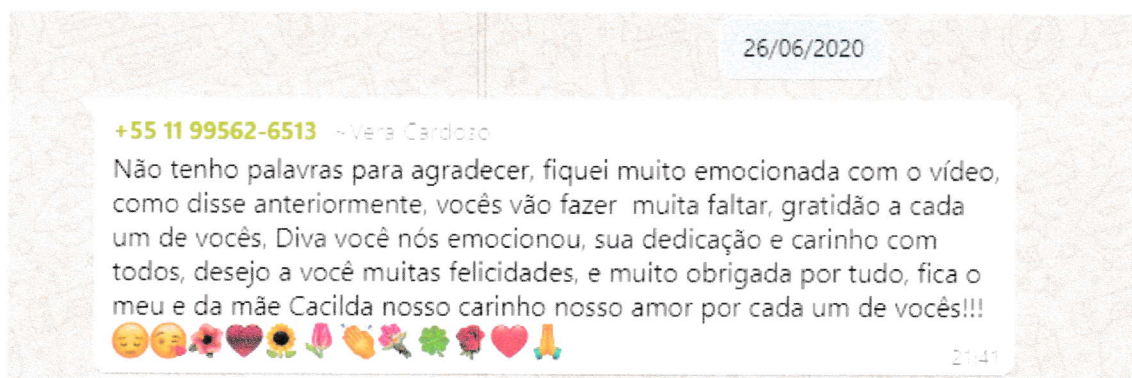 26/06/2020
+55 11 99562-6513 ~Vera Cardozo
Não tenho palavras para agradecer, fiquei muito emocionada com o vídeo,
como disse anteriormente, vocês vão fazer muita faltar, gratidão a cada
um de vocês, Diva você nós emocionou, sua dedicação e carinho com
todos, desejo a você muitas felicidades, e muito obrigada por tudo, fica o
meu e da mãe Cacilda nosso carinho nosso amor por cada um de vocês!!!
😔😘🌺💗🌻🌷👏💐🍀🌹❤️🙏
21:41